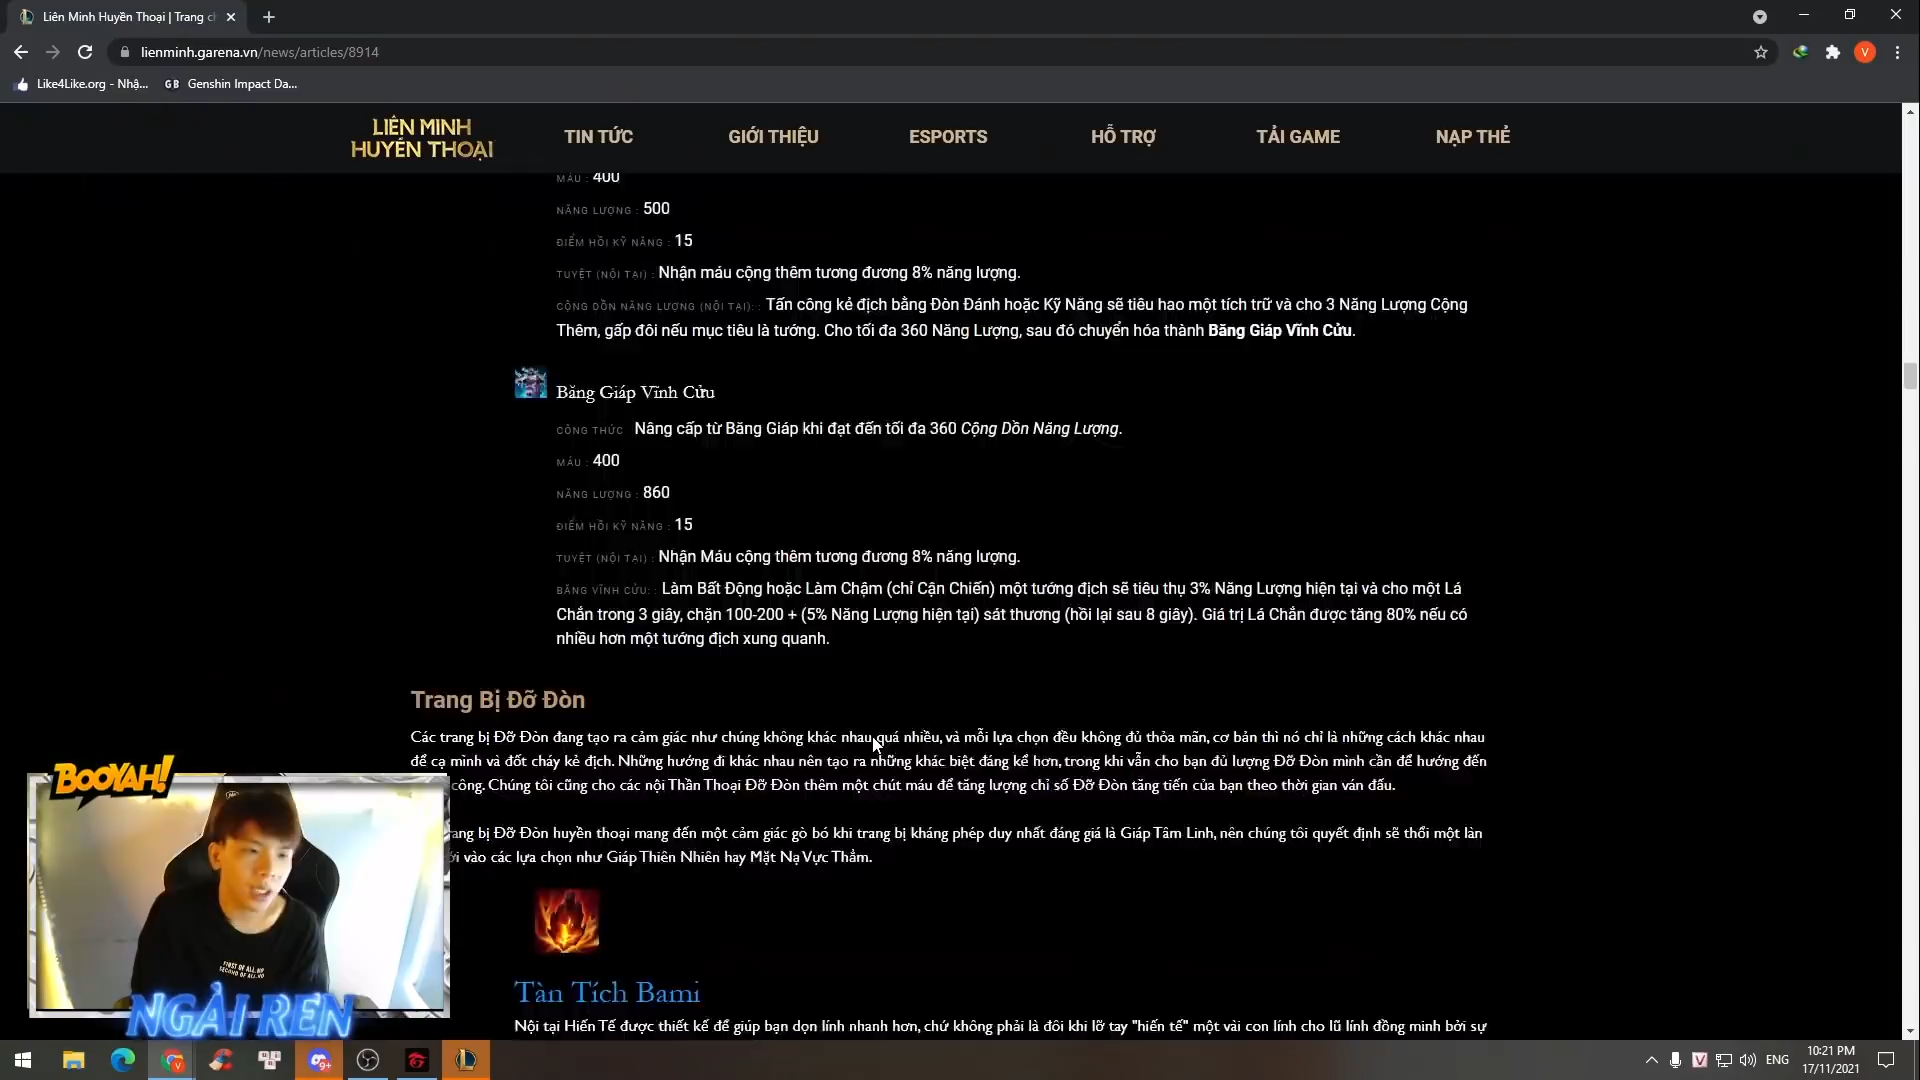 Liên Minh Huyền Thoại | Trang ch
lienminh.garena.vn/news/articles/8914
V
Like4Like.org - Nhậ...
GB Genshin Impact Da...
LIÊN MINH
HUYỀN THOẠI
TIN TỨC
GIỚI THIỆU
ESPORTS
HỖ TRỢ
TẢI GAME
NẠP THẺ
MÁU : 400
NĂNG LƯỢNG : 500
ĐIỂM HỒI KỸ NĂNG : 15
TUYỆT (NỘI TẠI) : Nhận máu cộng thêm tương đương 8% năng lượng.
CỘNG DỒN NĂNG LƯỢNG (NỘI TẠI): : Tấn công kẻ địch bằng Đòn Đánh hoặc Kỹ Năng sẽ tiêu hao một tích trữ và cho 3 Năng Lượng Cộng
Thêm, gấp đôi nếu mục tiêu là tướng. Cho tối đa 360 Năng Lượng, sau đó chuyển hóa thành Băng Giáp Vĩnh Cửu.
Băng Giáp Vĩnh Cửu
CÔNG THỨC Nâng cấp từ Băng Giáp khi đạt đến tối đa 360 Cộng Dồn Năng Lượng.
MÁU : 400
NĂNG LƯỢNG : 860
ĐIỂM HỒI KỸ NĂNG : 15
TUYỆT (NỘI TẠI) : Nhận Máu cộng thêm tương đương 8% năng lượng.
BĂNG VĨNH CỬU: : Làm Bất Động hoặc Làm Chậm (chỉ Cận Chiến) một tướng địch sẽ tiêu thụ 3% Năng Lượng hiện tại và cho một Lá
Chắn trong 3 giây, chặn 100-200 + (5% Năng Lượng hiện tại) sát thương (hồi lại sau 8 giây). Giá trị Lá Chắn được tăng 80% nếu có
nhiều hơn một tướng địch xung quanh.
Trang Bị Đỡ Đòn
Các trang bị Đỡ Đòn đang tạo ra cảm giác như chúng không khác nhau quá nhiều, và mỗi lựa chọn đều không đủ thỏa mãn, cơ bản thì nó chỉ là những cách khác nhau
để cạ mình và đốt cháy kẻ địch. Những hướng đi khác nhau nên tạo ra những khác biệt đáng kể hơn, trong khi vẫn cho bạn đủ lượng Đỡ Đòn mình cần để hướng đến
công. Chúng tôi cũng cho các nội Thần Thoại Đỡ Đòn thêm một chút máu để tăng lượng chỉ số Đỡ Đòn tăng tiến của bạn theo thời gian ván đấu.
ang bị Đỡ Đòn huyền thoại mang đến một cảm giác gò bó khi trang bị kháng phép duy nhất đáng giá là Giáp Tâm Linh, nên chúng tôi quyết định sẽ thổi một làn
ới vào các lựa chọn như Giáp Thiên Nhiên hay Mặt Nạ Vực Thẳm.
Tàn Tích Bami
Nội tại Hiến Tế được thiết kế để giúp bạn dọn lính nhanh hơn, chứ không phải là đôi khi lỡ tay "hiến tế" một vài con lính cho lũ lính đồng minh bởi sự
BOOYAH!
FIRST OF ALL, NO
SECOND OF ALL, NO
NGÀI REN
9+
V
ENG
10:21 PM
17/11/2021